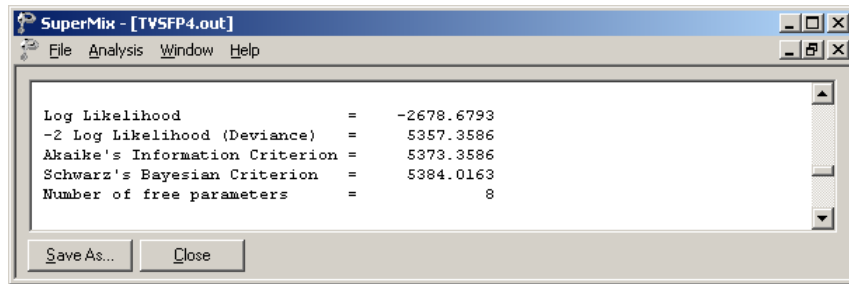 SuperMix - [TVSFP4.out]
File Analysis Window Help
Log Likelihood = -2678.6793
-2 Log Likelihood (Deviance) = 5357.3586
Akaike's Information Criterion = 5373.3586
Schwarz's Bayesian Criterion = 5384.0163
Number of free parameters = 8
Save As... Close